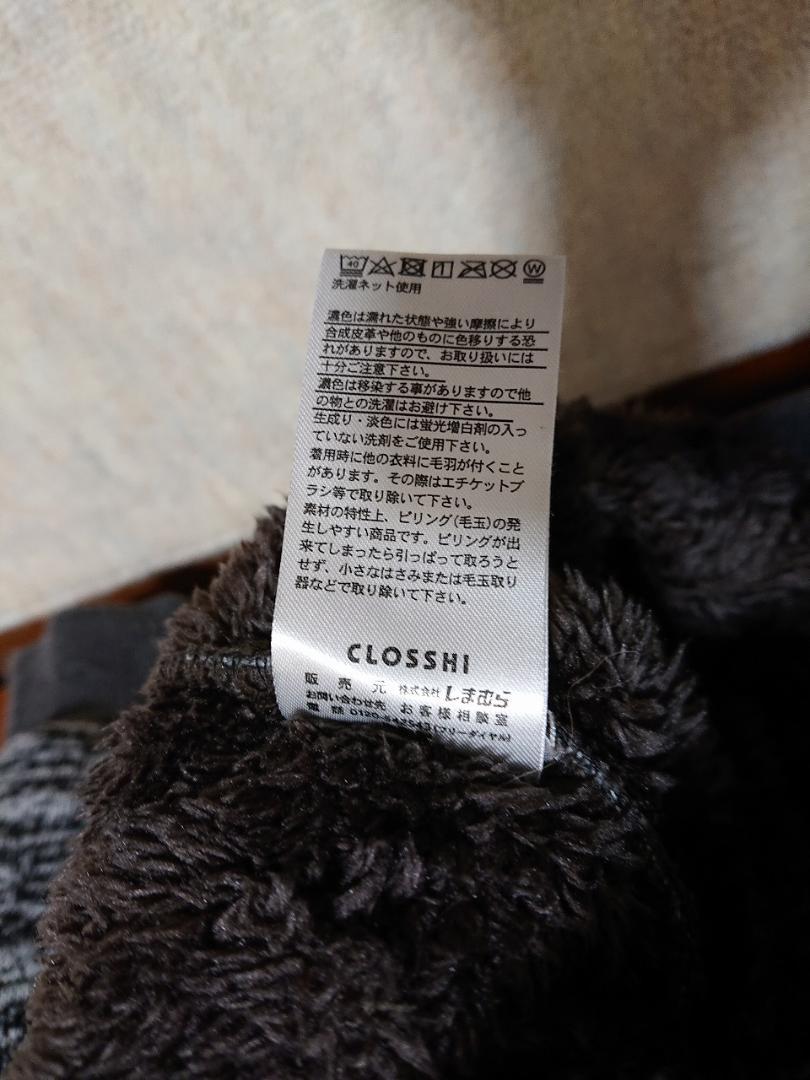 40 W
洗濯ネット使用
濃色は濡れた状態や強い摩擦により
合成皮革や他のものに色移りする恐
れがありますので、お取り扱いには
十分ご注意下さい。
濃色は移染する事がありますので他
の物との洗濯はお避け下さい。
生成り・淡色には蛍光増白剤の入っ
ていない洗剤をご使用下さい。
着用時に他の衣料に毛羽が付くこと
があります。その際はエチケットブ
ラシ等で取り除いて下さい。
素材の特性上、ピリング(毛玉)の発
生しやすい商品です。ピリングが出
来てしまったら引っぱって取ろうと
せず、小さなはさみまたは毛玉取り
器などで取り除いて下さい。
CLOSSHI
販売元 株式会社しまむら
お問い合わせ先 お客様相談室
電話 0120-(フリーダイヤル)